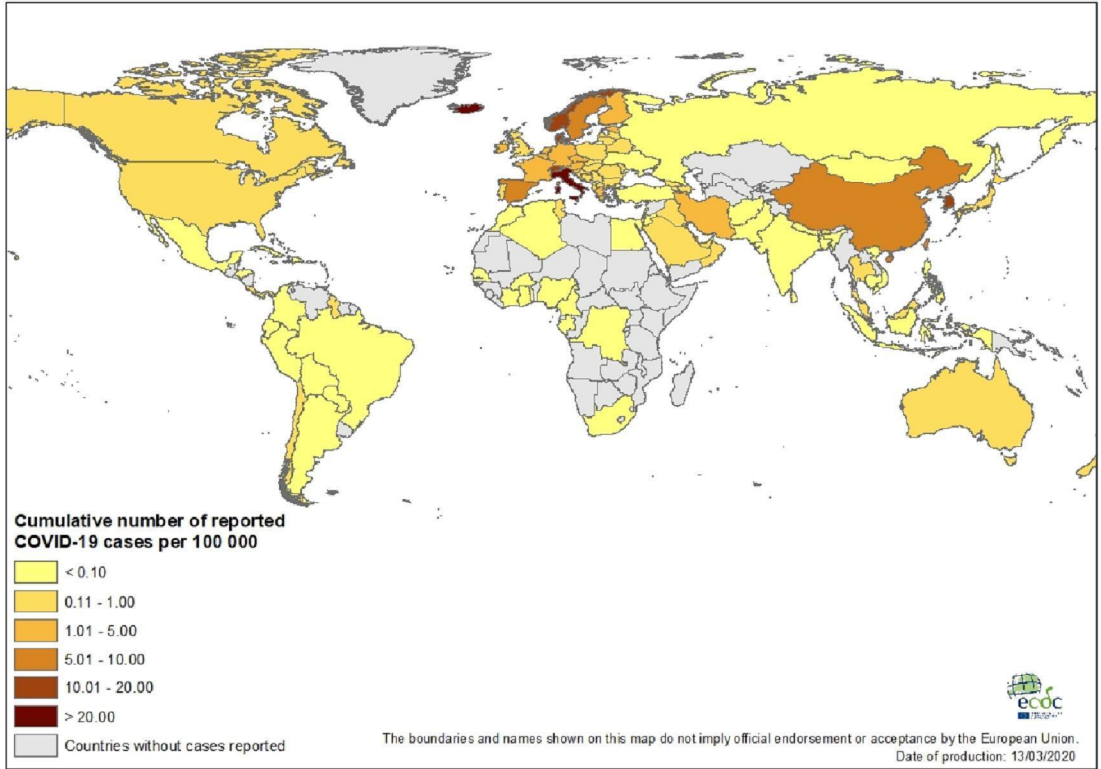 Cumulative number of reported
COVID-19 cases per 100 000
< 0.10
0.11 - 1.00
1.01 - 5.00
5.01 - 10.00
10.01 - 20.00
> 20.00
Countries without cases reported
ecdc
The boundaries and names shown on this map do not imply official endorsement or acceptance by the European Union.
Date of production: 13/03/2020